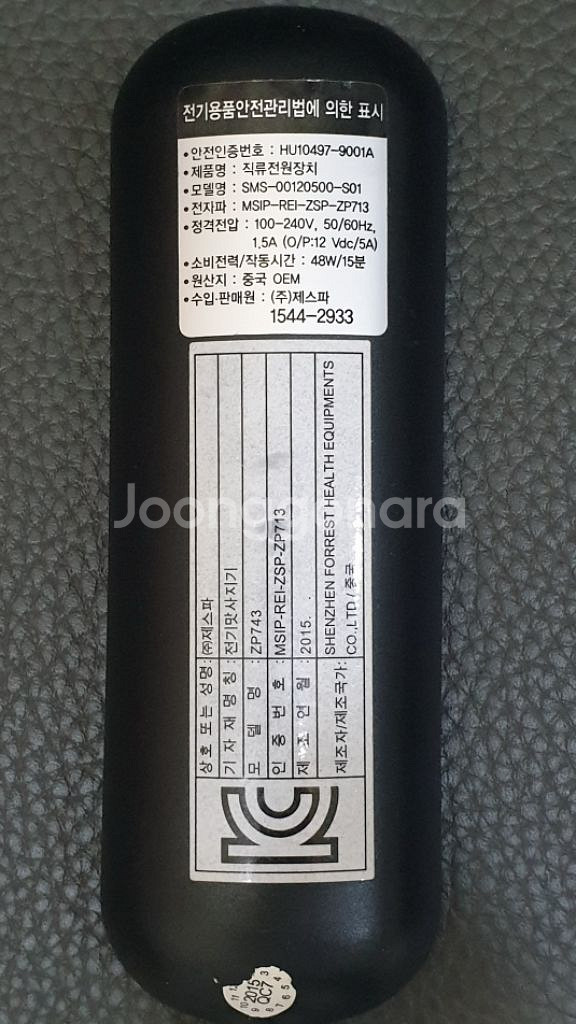 전기용품안전관리법에 의한 표시
•안전인증번호 : HU10497-9001A
•제품명 : 직류전원장치
•모델명 : SMS-00120500-S01
•전자파 : MSIP-REI-ZSP-ZP713
•정격전압 : 100-240V, 50/60Hz,
1.5A (O/P:12 Vdc/5A)
•소비전력/작동시간 : 48W/15분
•원산지 : 중국 OEM
•수입·판매원 : (주)제스파
1544-2933
상호 또는 성명: ㈜제스파
기 자 재 명 칭 : 전기맛사지기
모 델 명 : ZP743
인 증 번 호 : MSIP-REI-ZSP-ZP713
제 조 연 월 : 2015. .
제조자/제조국가: SHENZHEN FORREST HEALTH EQUIPMENTS
CO.,LTD / 중국
Joonggonara
2015
QC7